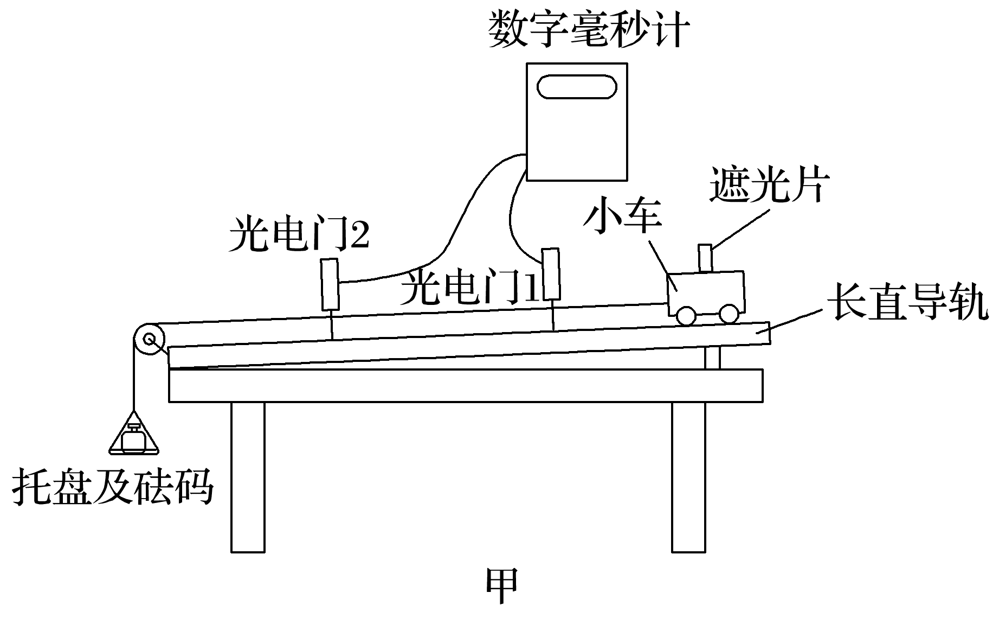 数字毫秒计
遮光片
小车
光电门2
光电门1
长直导轨
托盘及砝码
甲